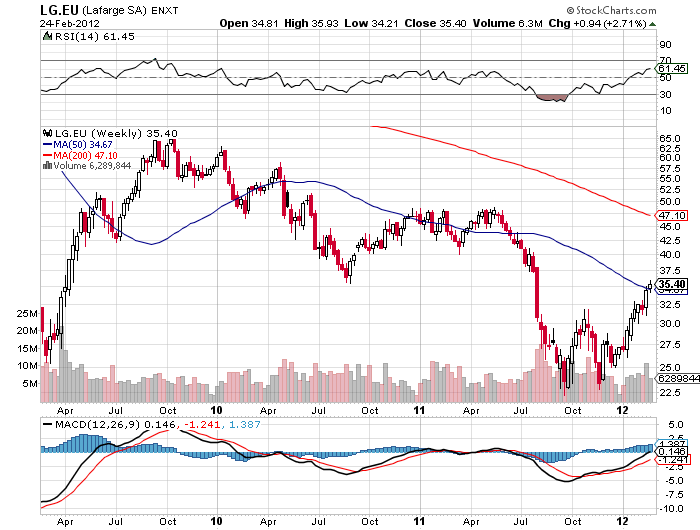 LG.EU (Lafarge SA) ENXT
© StockCharts.com
24-Feb-2012
Open 34.81 High 35.93 Low 34.21 Close 35.40 Volume 6.3M Chg +0.94 (+2.71%)
RSI(14) 61.45
90
70
61.45
50
30
10
LG.EU (Weekly) 35.40
MA(50) 34.67
MA(200) 47.10
Volume 6,289,844
65.0
62.5
60.0
57.5
55.0
52.5
50.0
47.10
45.0
42.5
40.0
37.5
35.40
32.5
30.0
27.5
25.0
22.5
25M
20M
15M
10M
5M
6289844
Apr Jul Oct 10 Apr Jul Oct 11 Apr Jul Oct 12
MACD(12,26,9) 0.146, -1.241, 1.387
5.0
2.5
1.387
0.146
-1.241
-2.5
-5.0
-7.5
-10.0
Apr Jul Oct 10 Apr Jul Oct 11 Apr Jul Oct 12